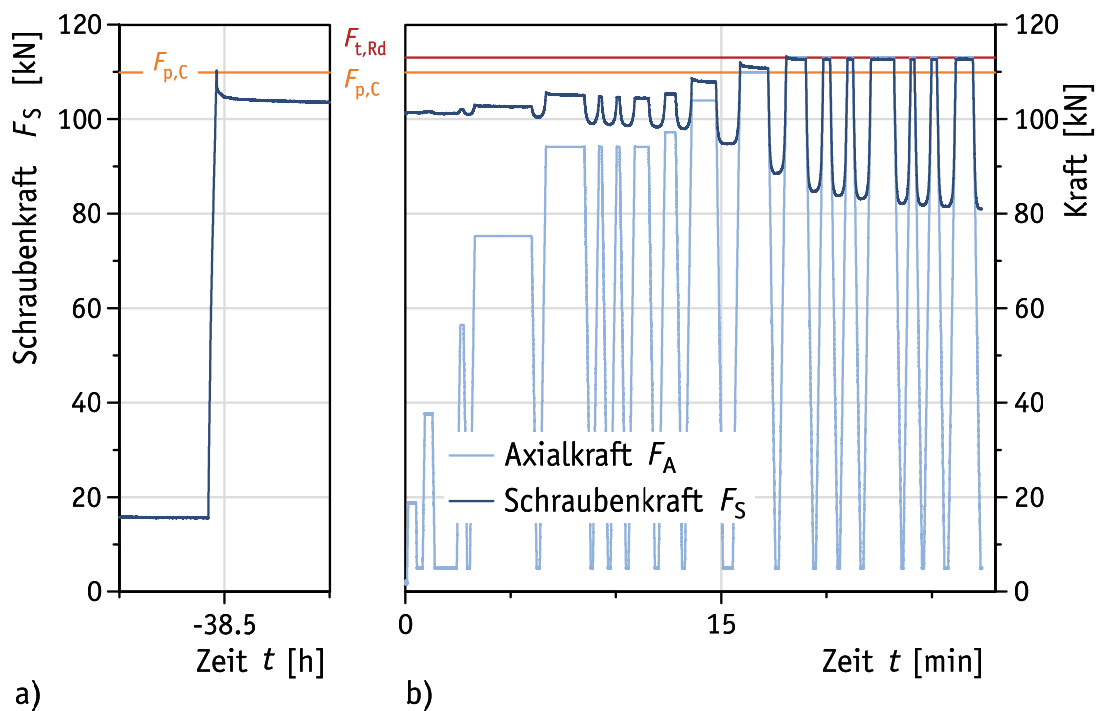 Schraubenkraft F_S [kN]
120
100
80
60
40
20
0
F_p,C
-38.5
Zeit t [h]
a)
F_t,Rd
F_p,C
Axialkraft F_A
Schraubenkraft F_S
0
15
Zeit t [min]
b)
120
100
80
60
40
20
0
Kraft [kN]